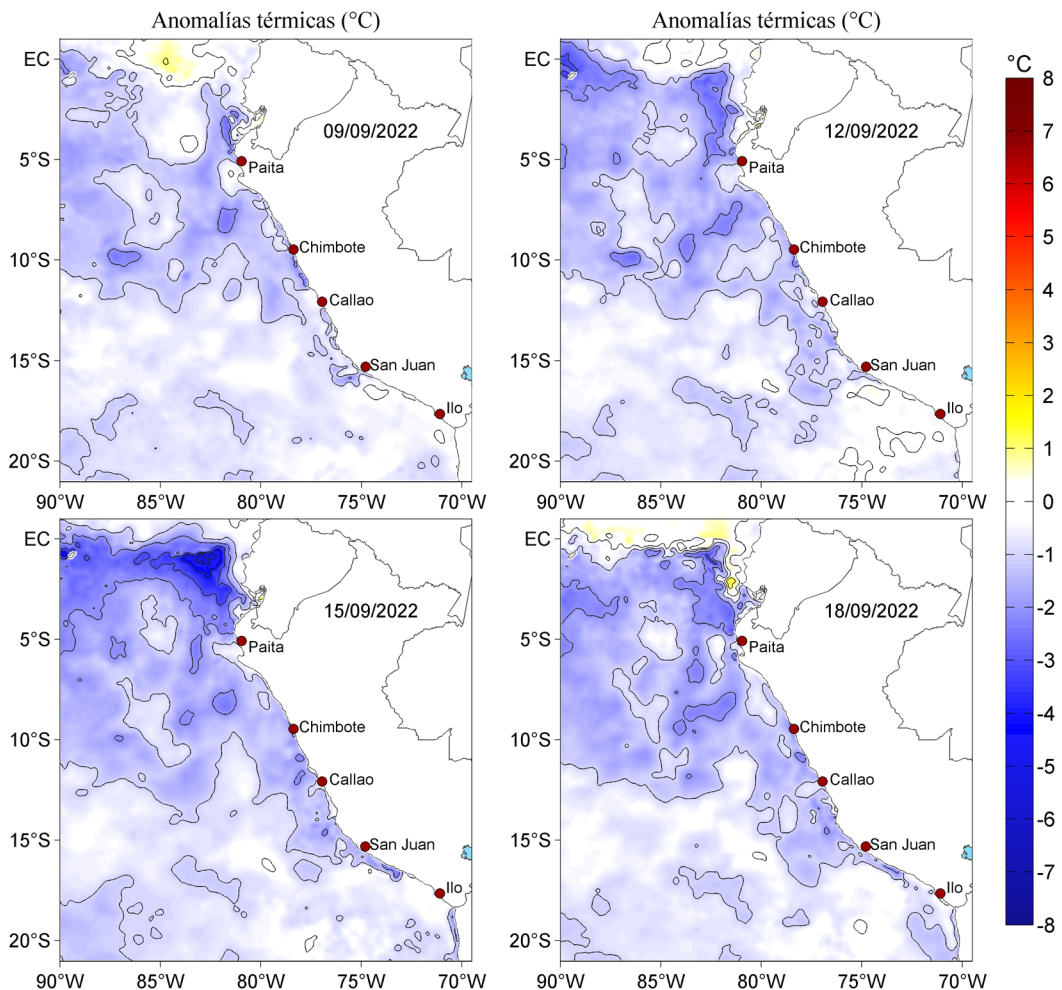 Anomalías térmicas (°C)
Anomalías térmicas (°C)
EC
5°S
10°S
15°S
20°S
90°W
85°W
80°W
75°W
70°W
09/09/2022
Paita
Chimbote
Callao
San Juan
Ilo
EC
5°S
10°S
15°S
20°S
90°W
85°W
80°W
75°W
70°W
12/09/2022
Paita
Chimbote
Callao
San Juan
Ilo
EC
5°S
10°S
15°S
20°S
90°W
85°W
80°W
75°W
70°W
15/09/2022
Paita
Chimbote
Callao
San Juan
Ilo
EC
5°S
10°S
15°S
20°S
90°W
85°W
80°W
75°W
70°W
18/09/2022
Paita
Chimbote
Callao
San Juan
Ilo
°C
8
7
6
5
4
3
2
1
0
-1
-2
-3
-4
-5
-6
-7
-8